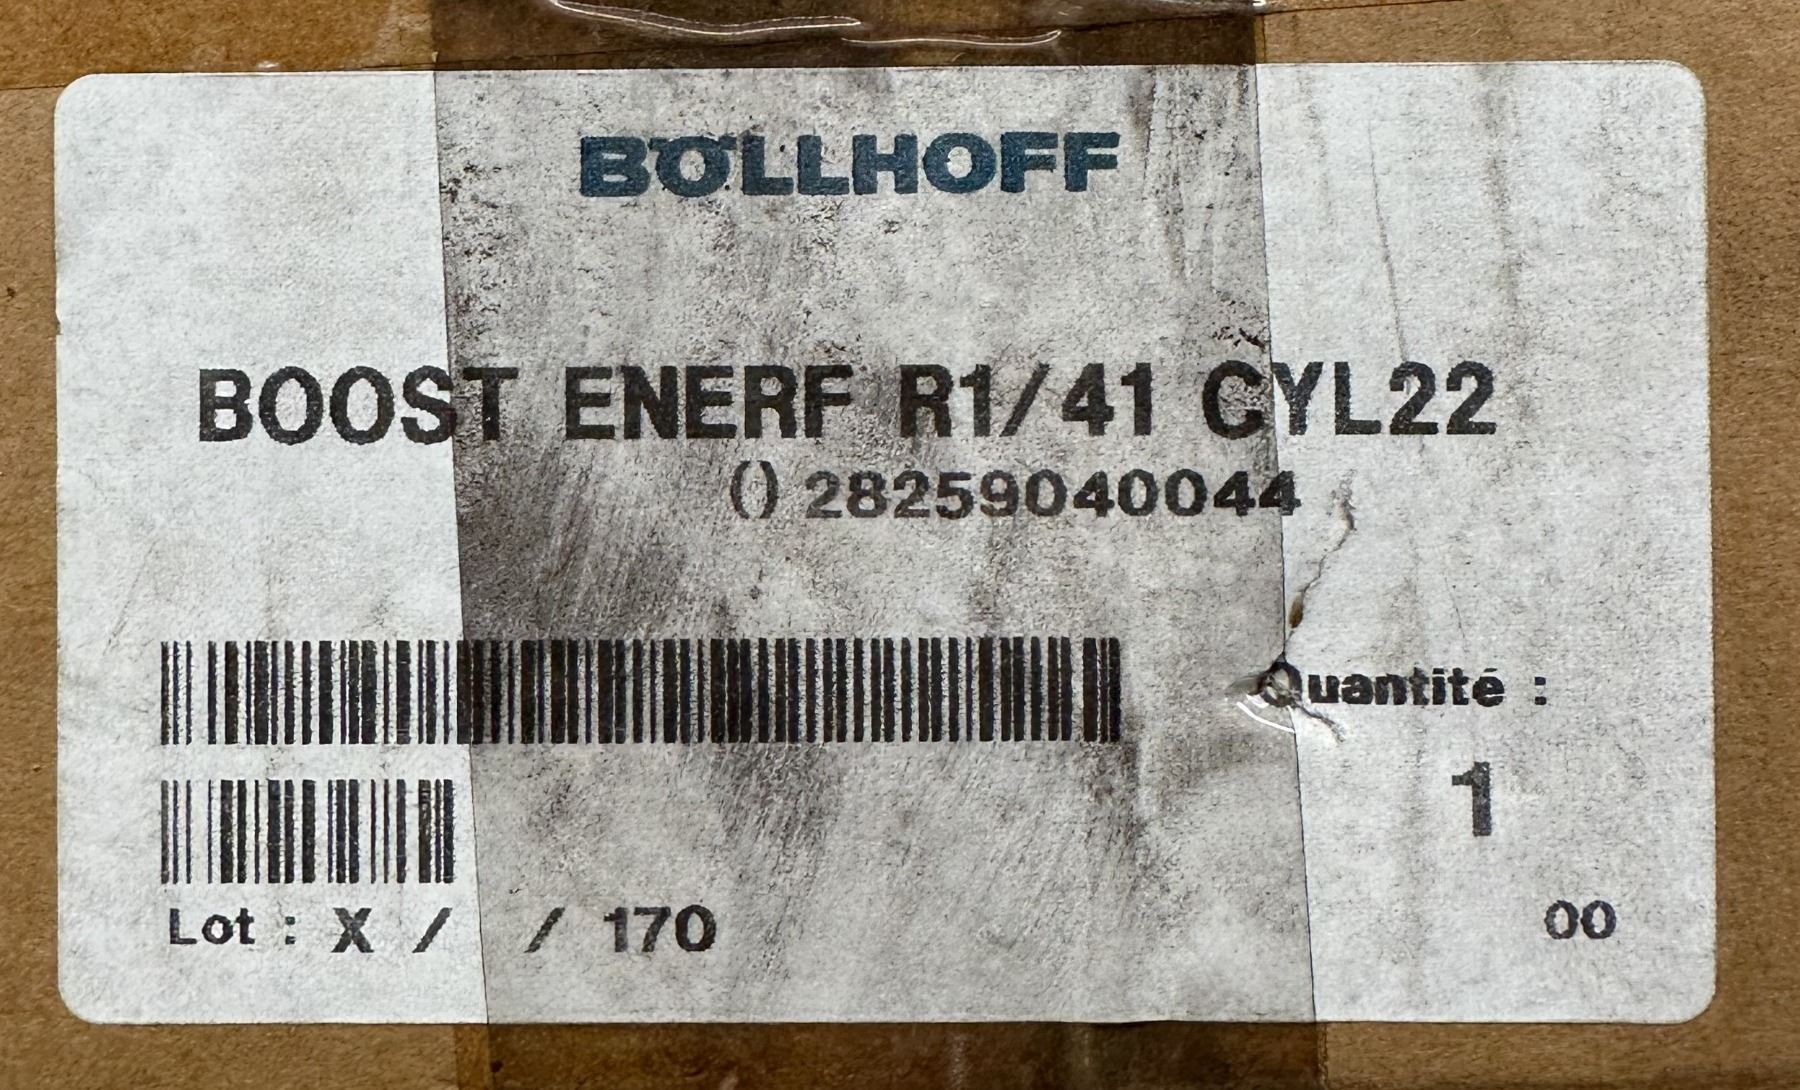 BÖLLHOFF
BOOST ENERF R1/41 CYL22
() 28259040044
Quantité :
1
Lot : X / / 170
00